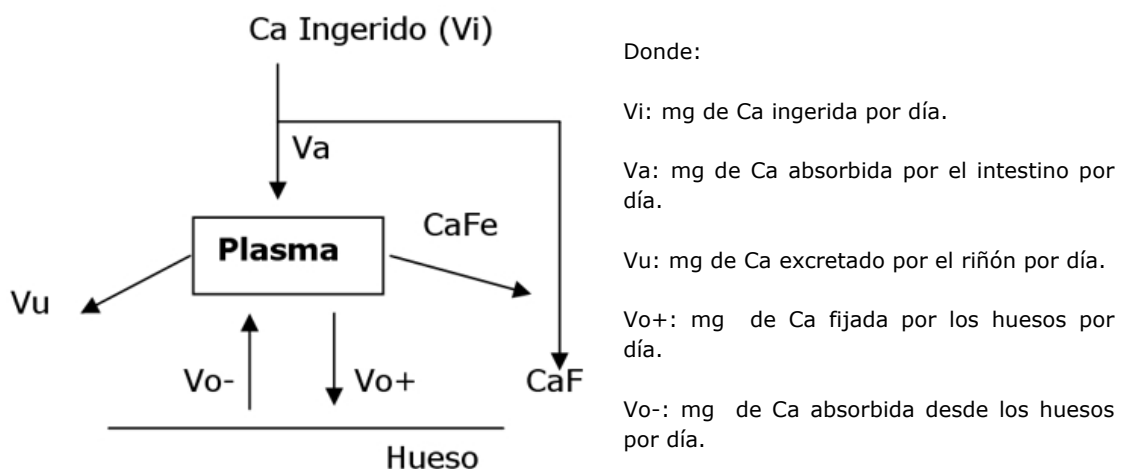 Ca Ingerido (Vi)
Va
Plasma
CaFe
Vu
Vo-
Vo+
CaF
Hueso
Donde:
Vi: mg de Ca ingerida por día.
Va: mg de Ca absorbida por el intestino por
día.
Vu: mg de Ca excretado por el riñón por día.
Vo+: mg de Ca fijada por los huesos por
día.
Vo-: mg de Ca absorbida desde los huesos
por día.